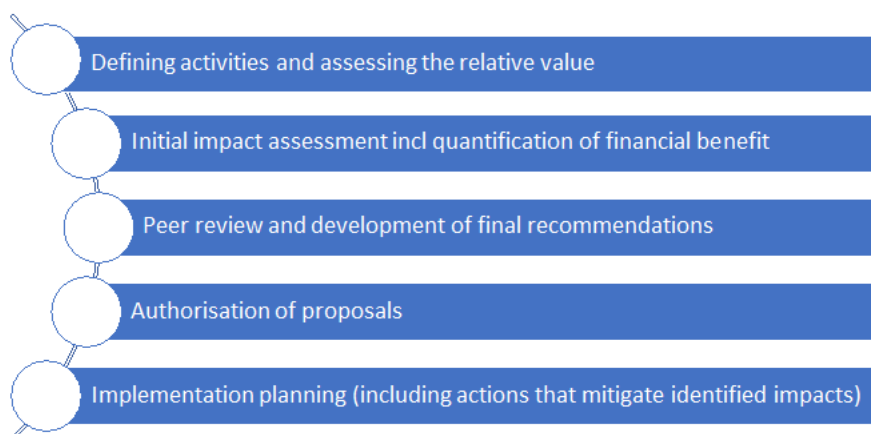 Defining activities and assessing the relative value
Initial impact assessment incl quantification of financial benefit
Peer review and development of final recommendations
Authorisation of proposals
Implementation planning (including actions that mitigate identified impacts)